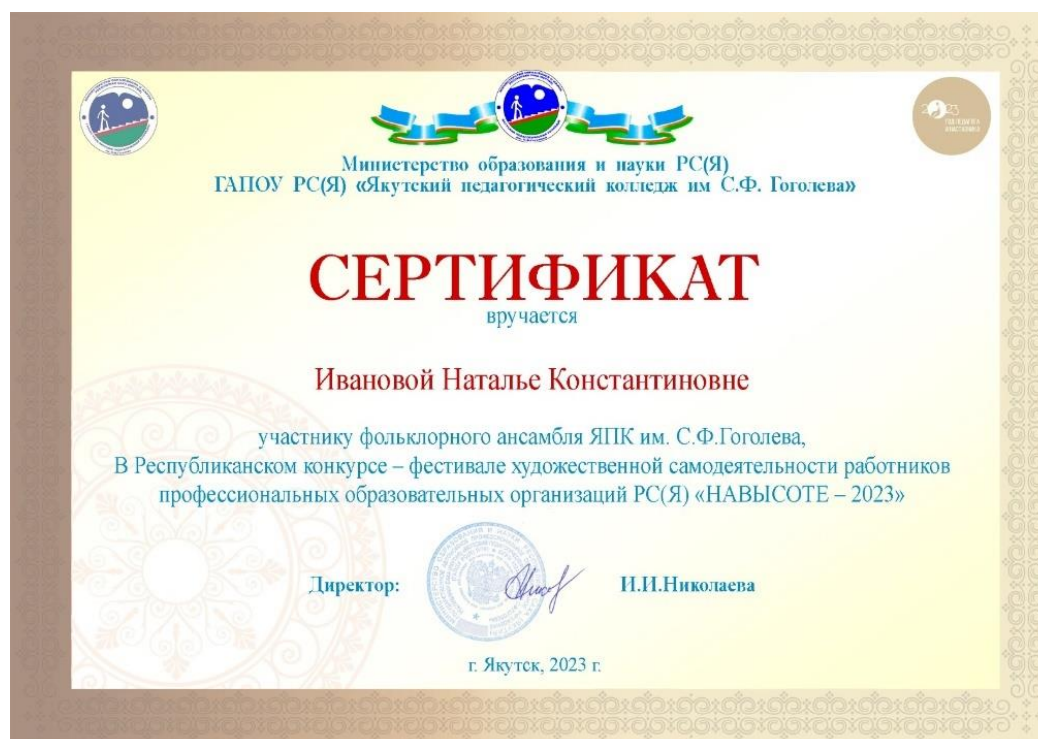 Министерство образования и науки РС(Я)
ГАПОУ РС(Я) «Якутский педагогический колледж им С.Ф. Гоголева»
СЕРТИФИКАТ
вручается
Ивановой Наталье Константиновне
участнику фольклорного ансамбля ЯПК им. С.Ф.Гоголева,
В Республиканском конкурсе – фестивале художественной самодеятельности работников
профессиональных образовательных организаций РС(Я) «НАВЫСОТЕ – 2023»
Директор:
И.И.Николаева
г. Якутск, 2023 г.